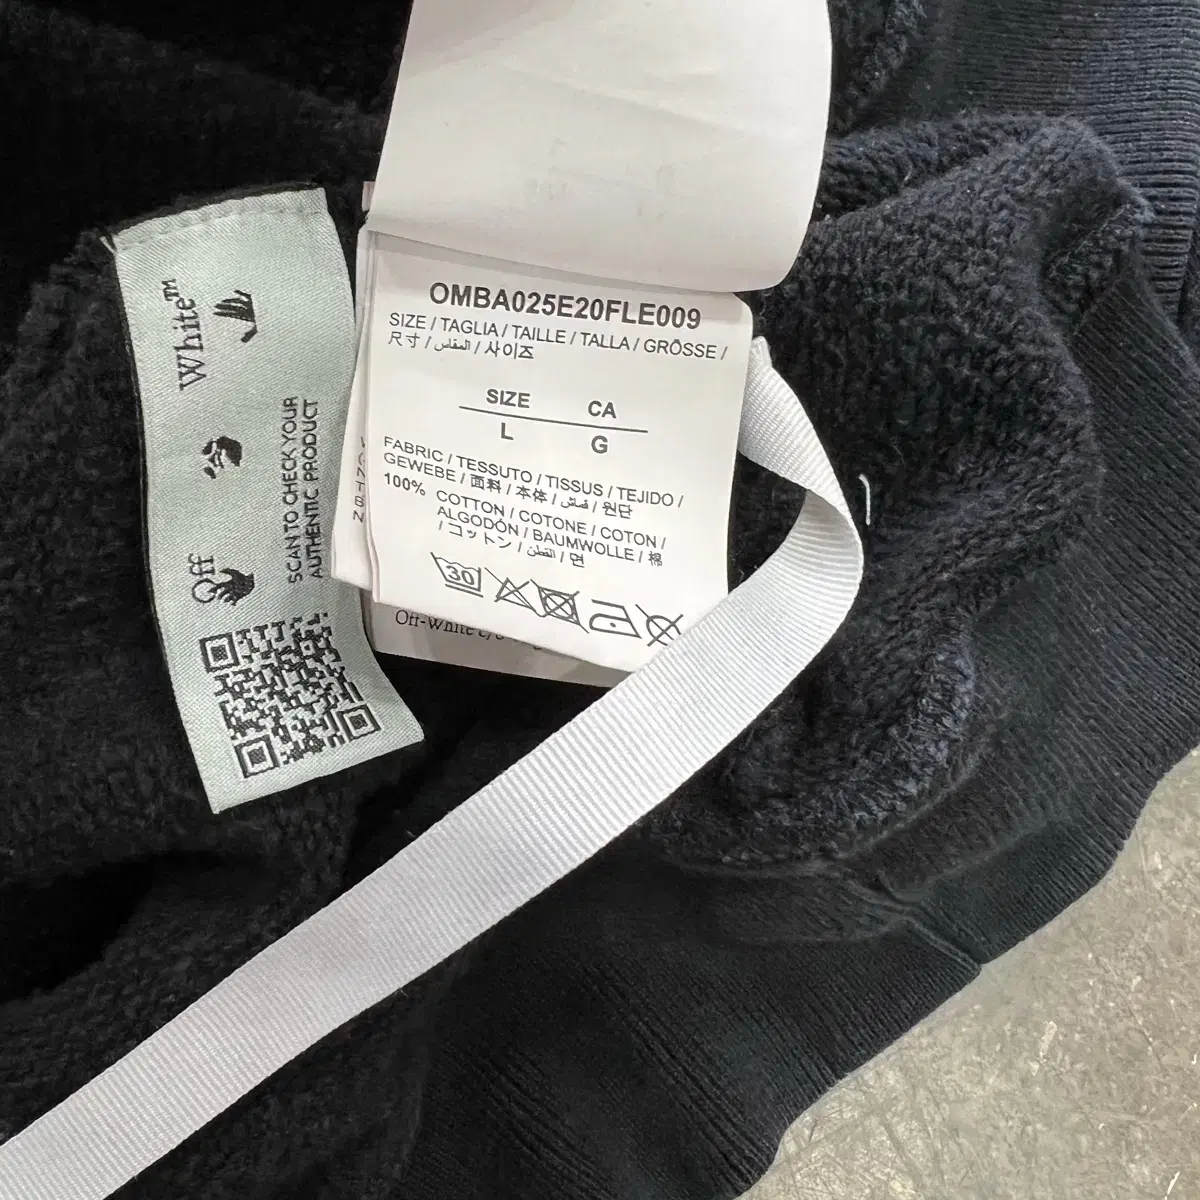 OMBA025E20FLE009
SIZE / TAGLIA / TAILLE / TALLA / GRÖSSE /
尺寸 / المقاس / 사이즈
SIZE CA
L G
FABRIC / TESSUTO / TISSUS / TEJIDO /
GEWEBE / 面料 / 本体 / قماش / 원단
100% COTTON / COTONE / COTON /
ALGODÓN / BAUMWOLLE / 棉
/ コットン / القطن / 면
30
Off-White c/o
Off White™
SCAN TO CHECK YOUR
AUTHENTIC PRODUCT